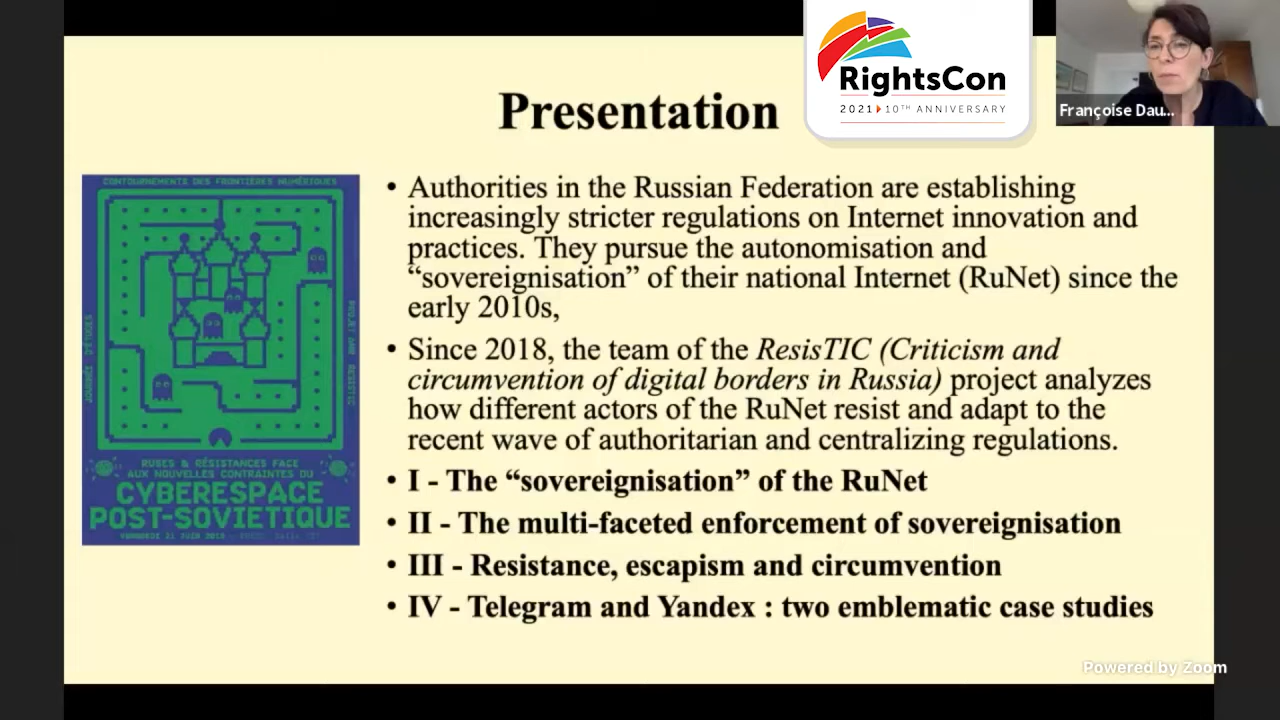 RightsCon
2021 10TH ANNIVERSARY
Françoise Dau...
Presentation
CONTOURNEMENTS DES FRONTIÈRES NUMÉRIQUES
RUSES & RÉSISTANCES FACE
AUX NOUVELLES CONTRAINTES DU
CYBERESPACE
POST-SOVIETIQUE
• Authorities in the Russian Federation are establishing
increasingly stricter regulations on Internet innovation and
practices. They pursue the autonomisation and
“sovereignisation” of their national Internet (RuNet) since the
early 2010s,
• Since 2018, the team of the ResisTIC (Criticism and
circumvention of digital borders in Russia) project analyzes
how different actors of the RuNet resist and adapt to the
recent wave of authoritarian and centralizing regulations.
• I - The “sovereignisation” of the RuNet
• II - The multi-faceted enforcement of sovereignisation
• III - Resistance, escapism and circumvention
• IV - Telegram and Yandex : two emblematic case studies
Powered by Zoom